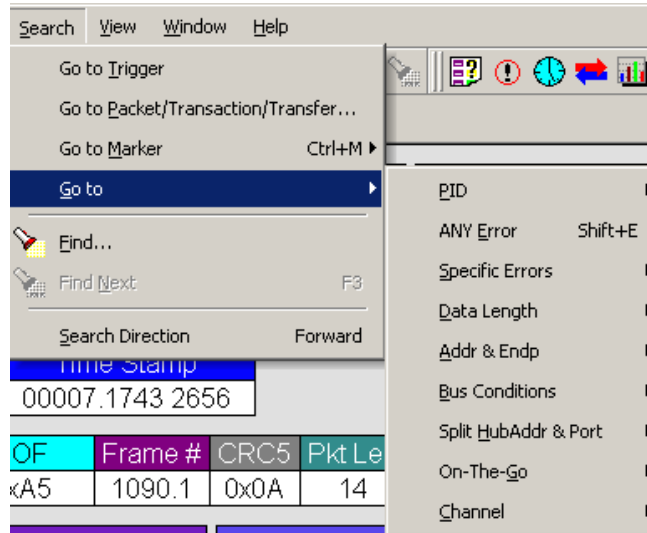 Search View Window Help
Go to Trigger
Go to Packet/Transaction/Transfer...
Go to Marker Ctrl+M
Go to
Find...
Find Next F3
Search Direction Forward
PID
ANY Error Shift+E
Specific Errors
Data Length
Addr & Endp
Bus Conditions
Split HubAddr & Port
On-The-Go
Channel
Time Stamp
00007.1743 2656
OF Frame # CRC5 Pkt Le
xA5 1090.1 0x0A 14